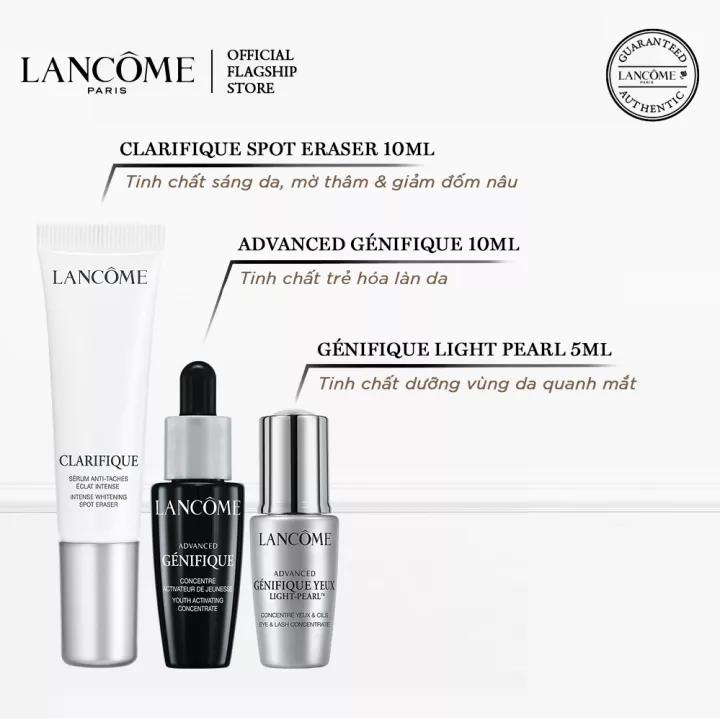 LANCÔME
PARIS
OFFICIAL
FLAGSHIP
STORE
GUARANTEED
LANCÔME
PARIS
AUTHENTIC
CLARIFIQUE SPOT ERASER 10ML
Tinh chất sáng da, mờ thâm & giảm đốm nâu
ADVANCED GÉNIFIQUE 10ML
Tinh chất trẻ hóa làn da
GÉNIFIQUE LIGHT PEARL 5ML
Tinh chất dưỡng vùng da quanh mắt
LANCÔME
CLARIFIQUE
SÉRUM ANTI-TACHES
ÉCLAT INTENSE
INTENSE WHITENING
SPOT ERASER
LANCÔME
ADVANCED
GÉNIFIQUE
CONCENTRÉ
ACTIVATEUR DE JEUNESSE
YOUTH ACTIVATING
CONCENTRATE
LANCÔME
ADVANCED
GÉNIFIQUE YEUX
LIGHT-PEARL™
CONCENTRÉ YEUX & CILS
EYE & LASH CONCENTRATE